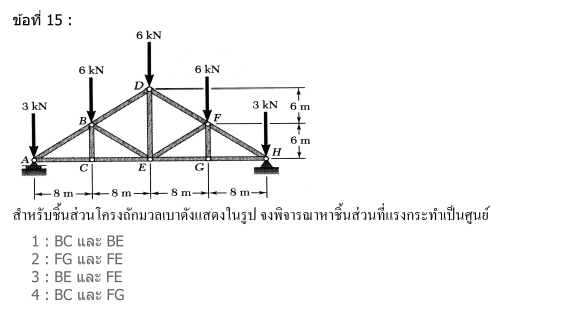 ข้อที่ 15 :
6 kN
6 kN
6 kN
3 kN
3 kN
D
B
F
6 m
6 m
A
C
E
G
H
8 m
8 m
8 m
8 m
สำหรับชิ้นส่วนโครงถักมวลเบาดังแสดงในรูป จงพิจารณาหาชิ้นส่วนที่แรงกระทำเป็นศูนย์
1 : BC และ BE
2 : FG และ FE
3 : BE และ FE
4 : BC และ FG